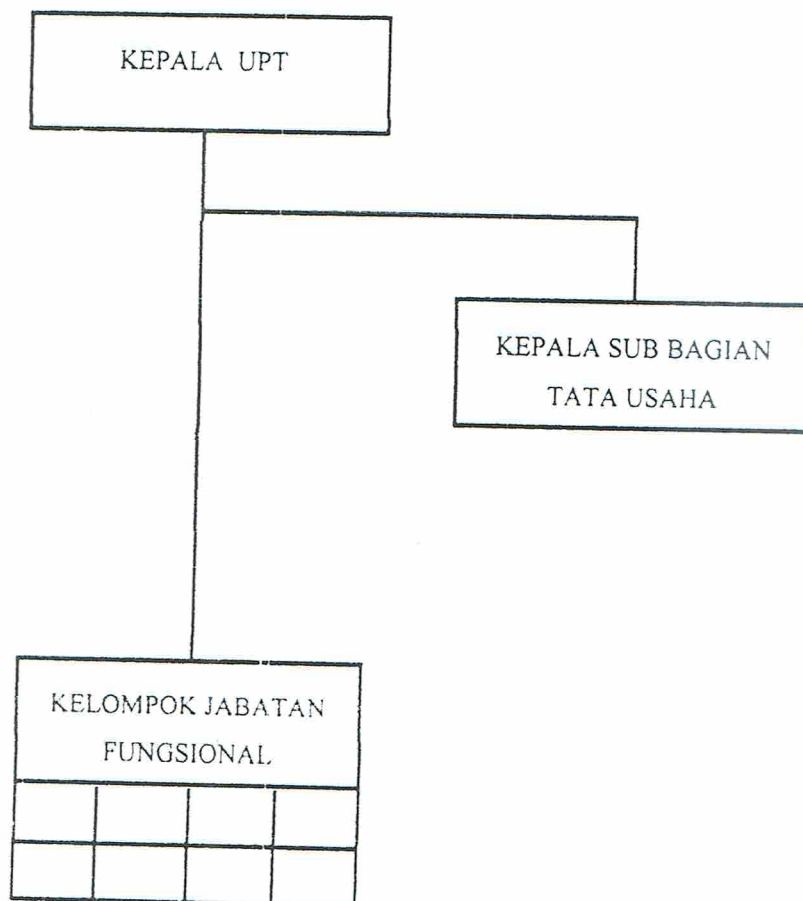 KEPALA UPT
KEPALA SUB BAGIAN
TATA USAHA
KELOMPOK JABATAN
FUNGSIONAL